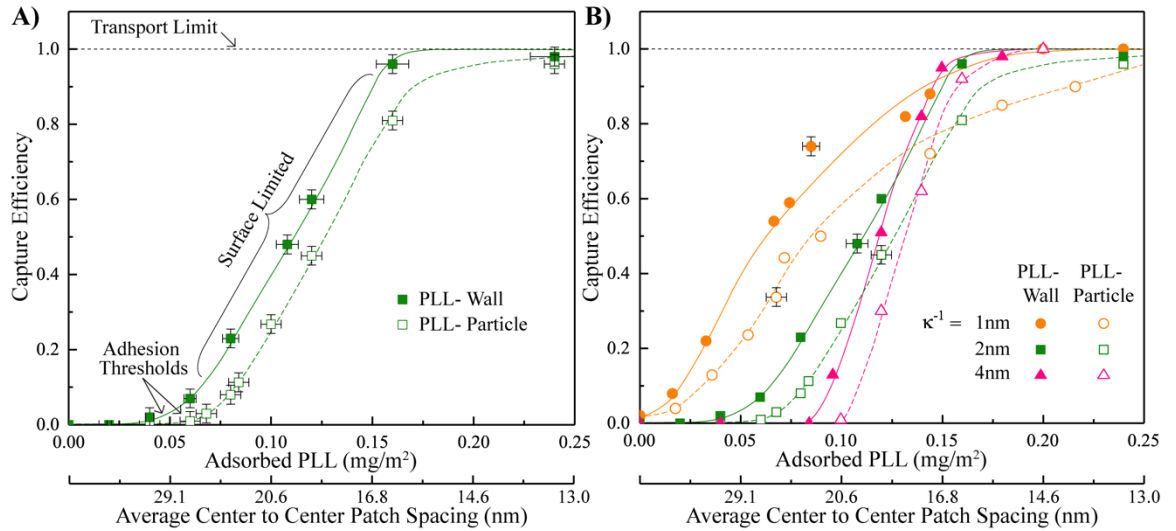 A)
Transport Limit
1.0
0.8
0.6
0.4
0.2
0.0
Capture Efficiency
Surface Limited
Adhesion
Thresholds
PLL- Wall
PLL- Particle
0.00 0.05 0.10 0.15 0.20 0.25
Adsorbed PLL (mg/m²)
29.1 20.6 16.8 14.6 13.0
Average Center to Center Patch Spacing (nm)
B)
1.0
0.8
0.6
0.4
0.2
0.0
Capture Efficiency
PLL- PLL-
Wall Particle
κ⁻¹ = 1nm
2nm
4nm
0.00 0.05 0.10 0.15 0.20 0.25
Adsorbed PLL (mg/m²)
29.1 20.6 16.8 14.6 13.0
Average Center to Center Patch Spacing (nm)